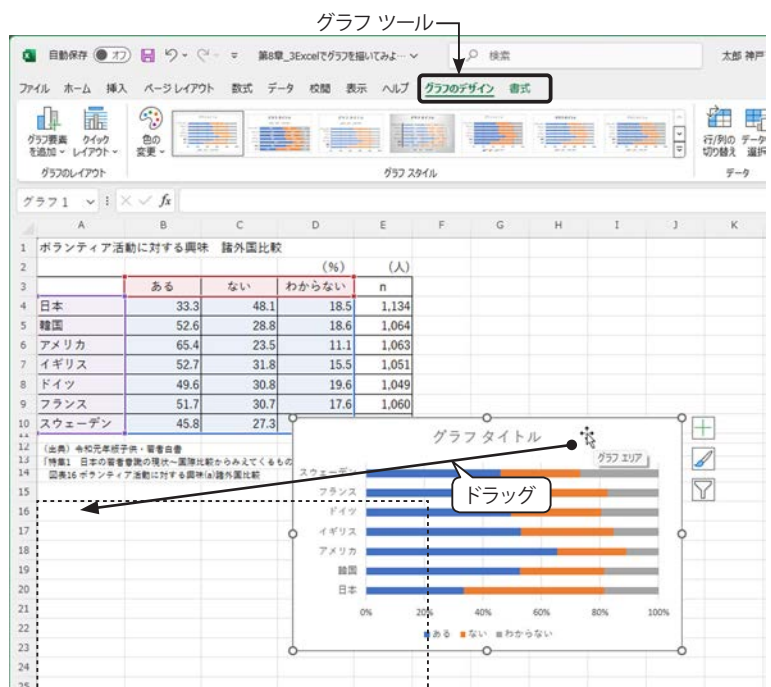 グラフ ツール
自動保存 オフ 第8章_3Excelでグラフを描いてみよ… 検索 太郎 神戸
ファイル ホーム 挿入 ページ レイアウト 数式 データ 校閲 表示 ヘルプ グラフのデザイン 書式
グラフ要素を追加 クイックレイアウト 色の変更 行/列の切り替え データ選択
グラフのレイアウト グラフ スタイル データ
グラフ 1 fx
A B C D E F G H I J K
1 ボランティア活動に対する興味 諸外国比較
2 (%) (人)
3 ある ない わからない n
4 日本 33.3 48.1 18.5 1,134
5 韓国 52.6 28.8 18.6 1,064
6 アメリカ 65.4 23.5 11.1 1,063
7 イギリス 52.7 31.8 15.5 1,051
8 ドイツ 49.6 30.8 19.6 1,049
9 フランス 51.7 30.7 17.6 1,060
10 スウェーデン 45.8 27.3
11
12 (出典) 令和元年版子供・若者白書
13 「特集1 日本の若者意識の現状~国際比較からみえてくるもの
14 図表16 ボランティア活動に対する興味(a)諸外国比較
15
16
17
18
19
20
21
22
23
24
25
グラフ タイトル
グラフ エリア
ドラッグ
スウェーデン
フランス
ドイツ
イギリス
アメリカ
韓国
日本
0% 20% 40% 60% 80% 100%
ある ない わからない